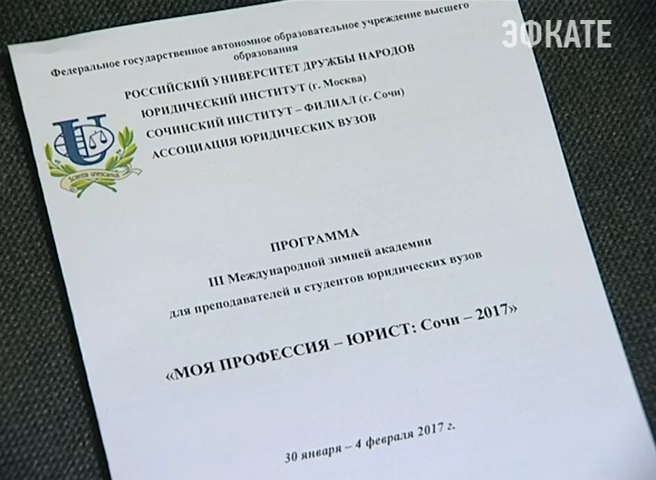 ЭФКАТЕ
Федеральное государственное автономное образовательное учреждение высшего
образования
РОССИЙСКИЙ УНИВЕРСИТЕТ ДРУЖБЫ НАРОДОВ
ЮРИДИЧЕСКИЙ ИНСТИТУТ (г. Москва)
СОЧИНСКИЙ ИНСТИТУТ – ФИЛИАЛ (г. Сочи)
АССОЦИАЦИЯ ЮРИДИЧЕСКИХ ВУЗОВ
U
Scientia unescamus
ПРОГРАММА
III Международной зимней академии
для преподавателей и студентов юридических вузов
«МОЯ ПРОФЕССИЯ – ЮРИСТ: Сочи – 2017»
30 января – 4 февраля 2017 г.